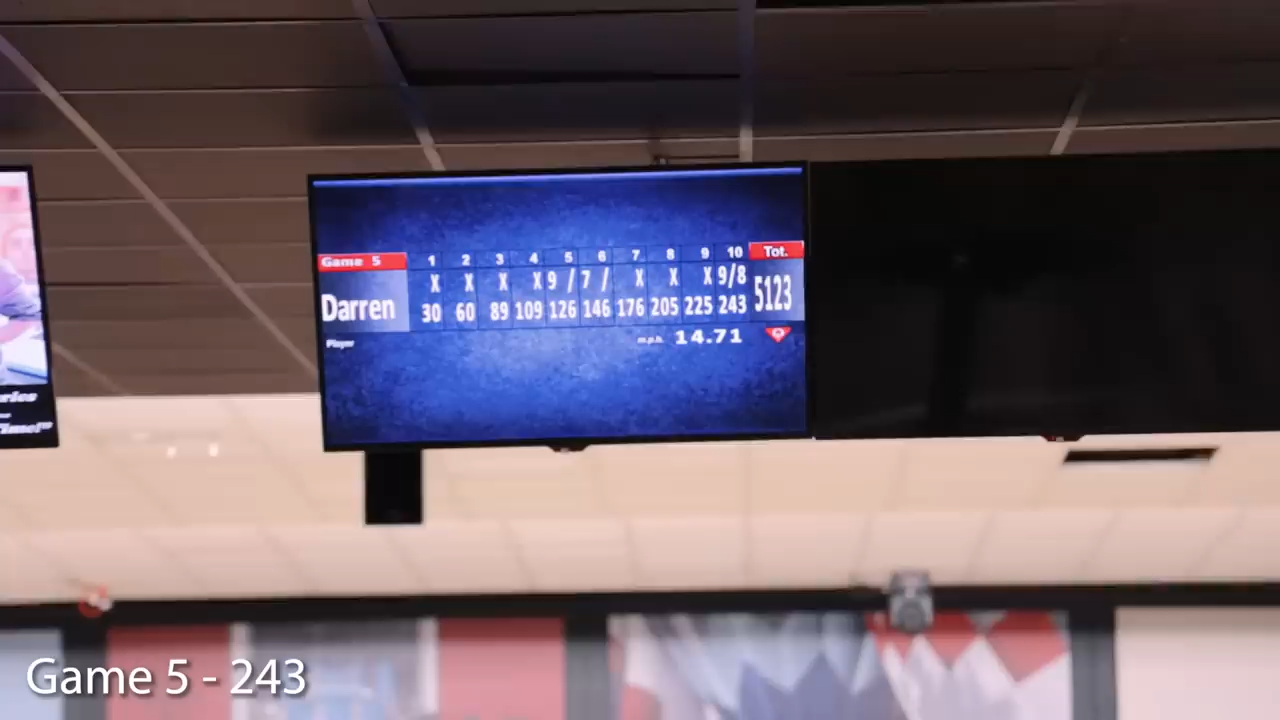 Game 5 1 2 3 4 5 6 7 8 9 10 Tot.
X X X X 9 / 7 / X X X 9/8
Darren 30 60 89 109 126 146 176 205 225 243 5123
Player m.p.h. 14.71
Game 5 - 243